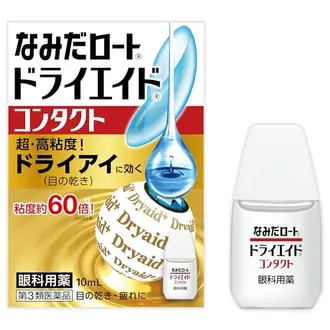 なみだロート®
ドライエイド®
コンタクト
超・高粘度!
ドライアイに効く
(目の乾き)
粘度約60倍!
Dryaid+
Dryaid+
Dryaid+
眼科用薬
10mL
第3類医薬品
目の乾き・疲れに
なみだロート®
ドライエイド
コンタクト
眼科用薬